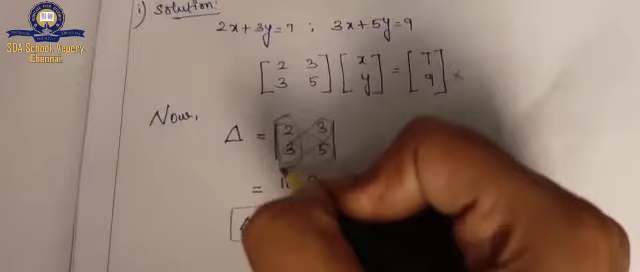 i) Solution:
2x+3y=7 ; 3x+5y=9
[2 3
3 5] [x
y] = [7
9]
Now,
Δ = |2 3
3 5|
=
SDA School, Vepery,
Chennai